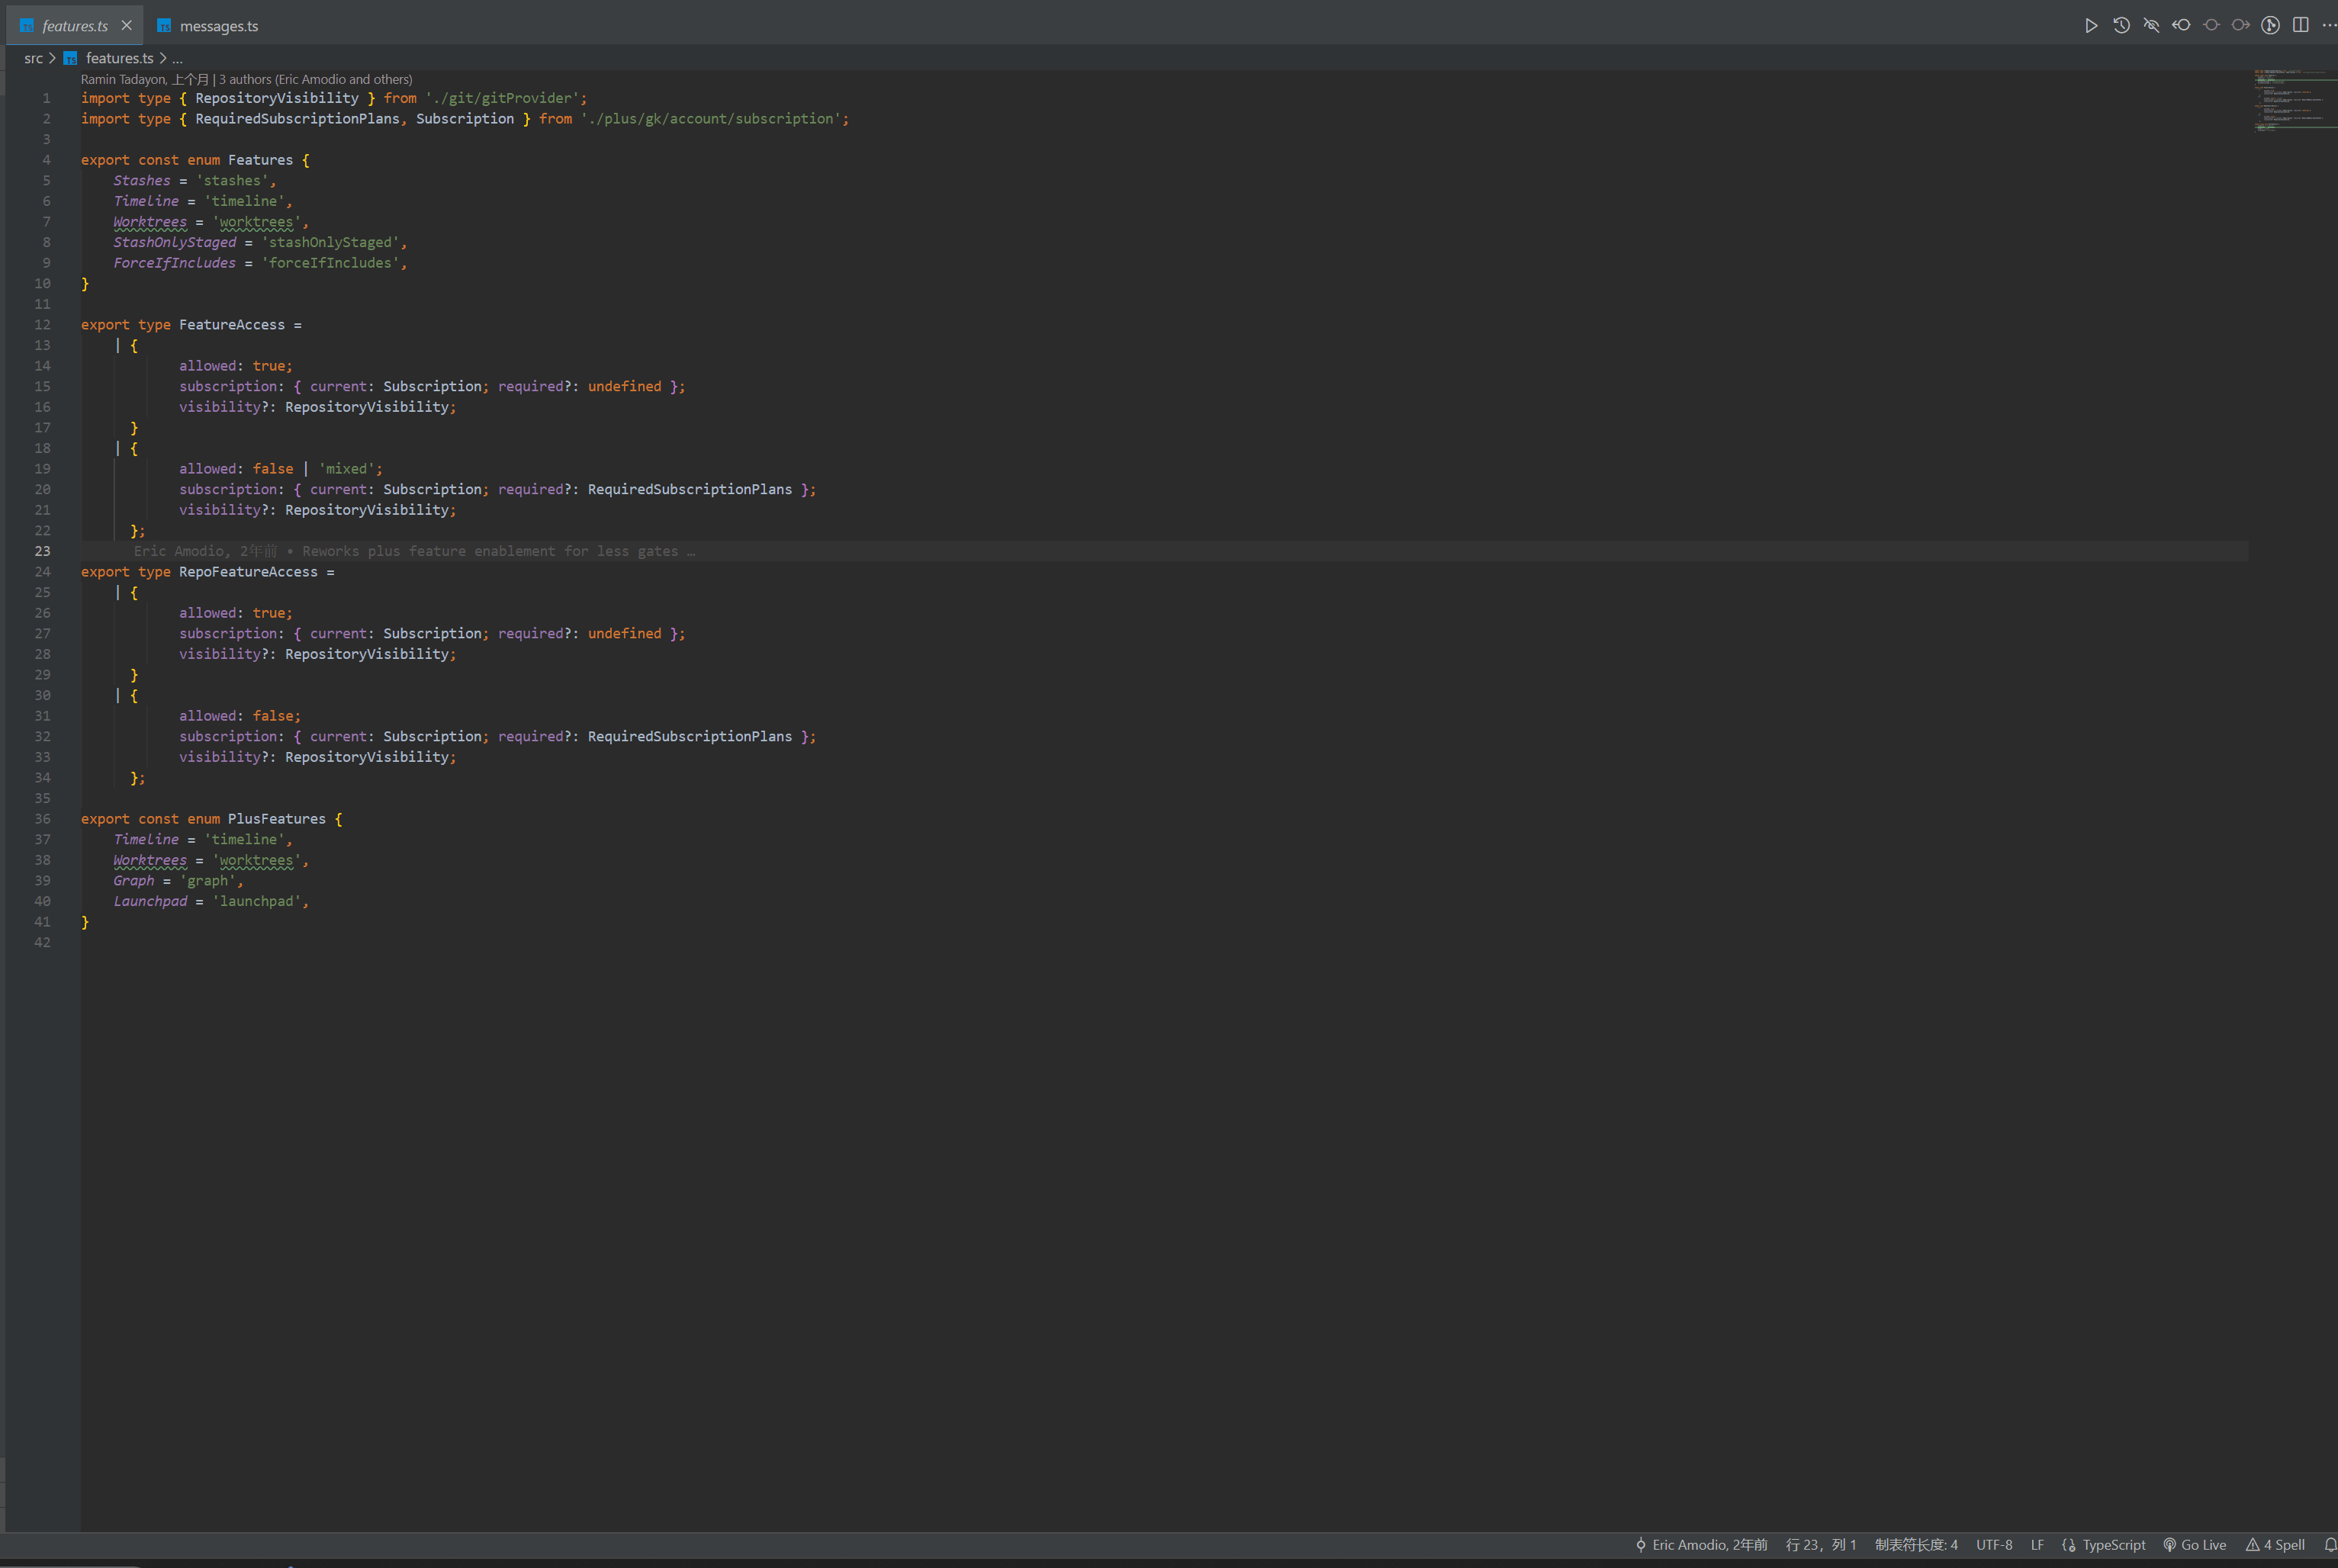 features.ts
messages.ts
src > features.ts > ...
Ramin Tadayon, 上个月 | 3 authors (Eric Amodio and others)
1 import type { RepositoryVisibility } from './git/gitProvider';
2 import type { RequiredSubscriptionPlans, Subscription } from './plus/gk/account/subscription';
3
4 export const enum Features {
5 Stashes = 'stashes',
6 Timeline = 'timeline',
7 Worktrees = 'worktrees',
8 StashOnlyStaged = 'stashOnlyStaged',
9 ForceIfIncludes = 'forceIfIncludes',
10 }
11
12 export type FeatureAccess =
13 | {
14 allowed: true;
15 subscription: { current: Subscription; required?: undefined };
16 visibility?: RepositoryVisibility;
17 }
18 | {
19 allowed: false | 'mixed';
20 subscription: { current: Subscription; required?: RequiredSubscriptionPlans };
21 visibility?: RepositoryVisibility;
22 };
23 Eric Amodio, 2年前 • Reworks plus feature enablement for less gates …
24 export type RepoFeatureAccess =
25 | {
26 allowed: true;
27 subscription: { current: Subscription; required?: undefined };
28 visibility?: RepositoryVisibility;
29 }
30 | {
31 allowed: false;
32 subscription: { current: Subscription; required?: RequiredSubscriptionPlans };
33 visibility?: RepositoryVisibility;
34 };
35
36 export const enum PlusFeatures {
37 Timeline = 'timeline',
38 Worktrees = 'worktrees',
39 Graph = 'graph',
40 Launchpad = 'launchpad',
41 }
42
Eric Amodio, 2年前 行 23，列 1 制表符长度: 4 UTF-8 LF TypeScript Go Live 4 Spell